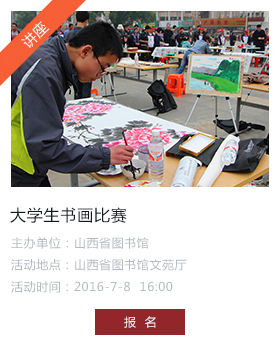 讲座
大学生书画比赛
主办单位：山西省图书馆
活动地点：山西省图书馆文苑厅
活动时间：2016-7-8 16:00
报 名